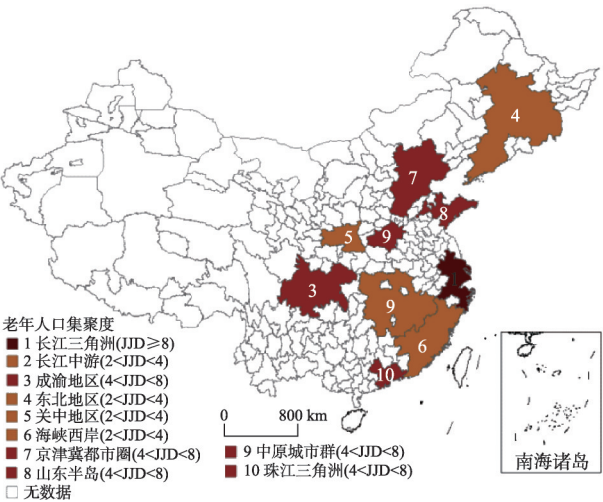 4
7
8
5
9
1
3
9
6
10
老年人口集聚度
1 长江三角洲(JJD≥8)
2 长江中游(2<JJD<4)
3 成渝地区(4<JJD<8)
4 东北地区(2<JJD<4)
5 关中地区(2<JJD<4)
6 海峡西岸(2<JJD<4)
7 京津冀都市圈(4<JJD<8)
8 山东半岛(4<JJD<8)
无数据
9 中原城市群(4<JJD<8)
10 珠江三角洲(4<JJD<8)
0 800 km
南海诸岛